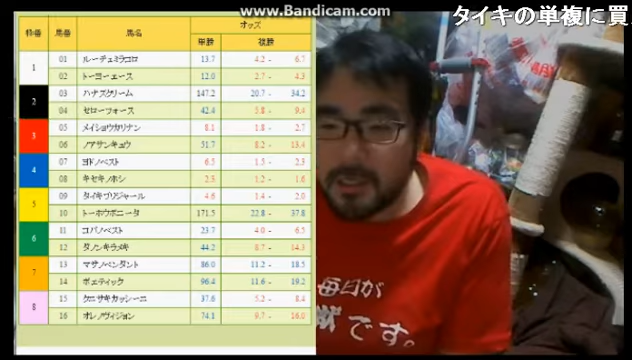 www.Bandicam.com
タイキの単複に買
枠番 馬番 馬名 オッズ
単勝 複勝
1 01 ルーチェミラコロ 13.7 4.2 - 6.7
02 トーヨーエース 12.0 2.7 - 4.3
2 03 ハナズクリーム 147.2 20.7 - 34.2
04 ゼローフォース 42.4 5.8 - 9.4
3 05 メイショウカリナン 8.1 1.8 - 2.7
06 ノアサンキュウ 51.7 8.2 - 13.4
4 07 ヨドノベスト 6.5 1.5 - 2.3
08 キセキノホシ 2.3 1.2 - 1.6
5 09 タイキプリジャール 4.6 1.4 - 2.0
10 トーホウボニータ 171.5 22.8 - 37.8
6 11 コパノベスト 23.7 4.0 - 6.5
12 タノンキラメキ 44.2 8.7 - 14.3
7 13 マサノペンダント 86.0 11.2 - 18.5
14 ポエティック 96.4 11.6 - 19.2
8 15 ケニサキカッシーニ 37.6 5.2 - 8.4
16 オレノヴィジョン 74.1 9.7 - 16.0
毎日が
です。